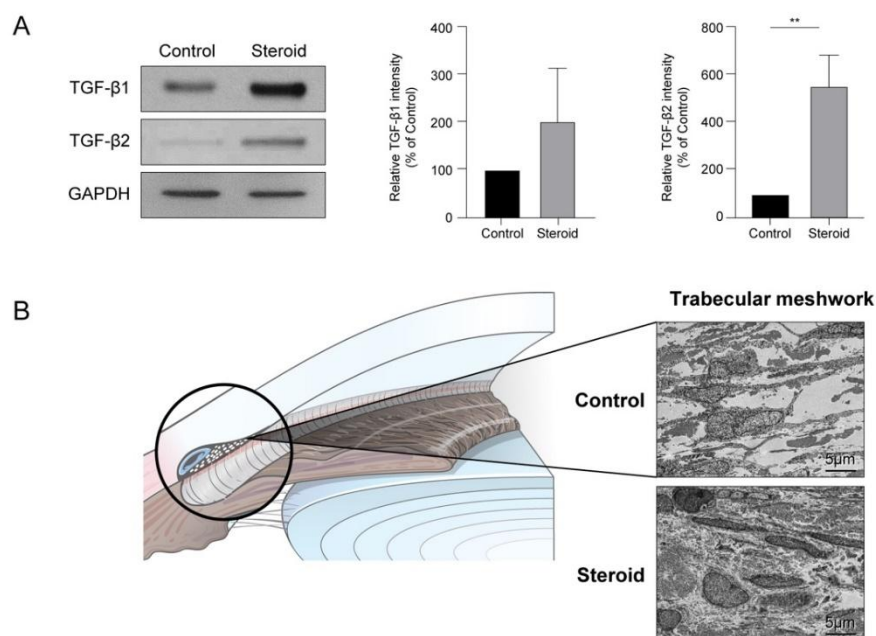 A
Control Steroid
TGF-β1
TGF-β2
GAPDH
Relative TGF-β1 intensity
(% of Control)
400
300
200
100
0
Control Steroid
Relative TGF-β2 intensity
(% of Control)
800
600
400
200
0
**
Control Steroid
B
Trabecular meshwork
Control
5μm
Steroid
5μm